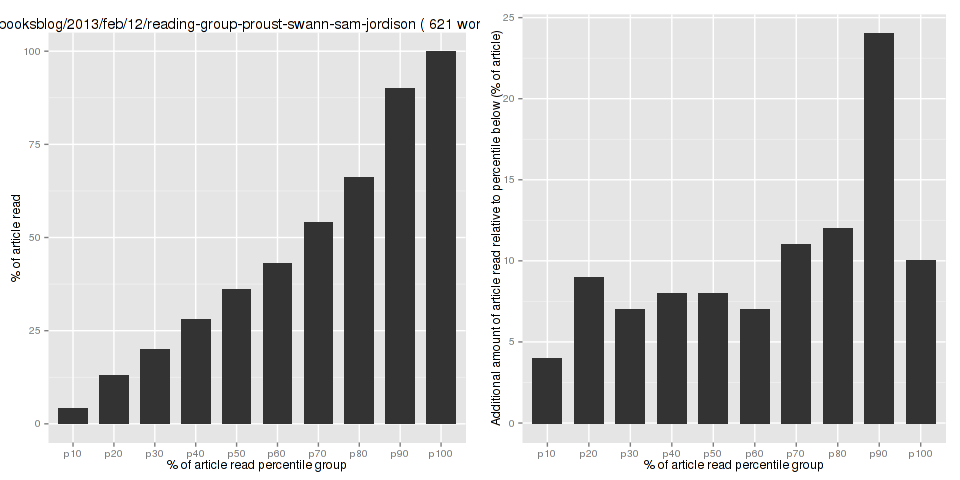 booksblog/2013/feb/12/reading-group-proust-swann-sam-jordison ( 621 wor
% of article read
100
75
50
25
0
p10 p20 p30 p40 p50 p60 p70 p80 p90 p100
% of article read percentile group
Additional amount of article read relative to percentile below (% of article)
25
20
15
10
5
0
p10 p20 p30 p40 p50 p60 p70 p80 p90 p100
% of article read percentile group